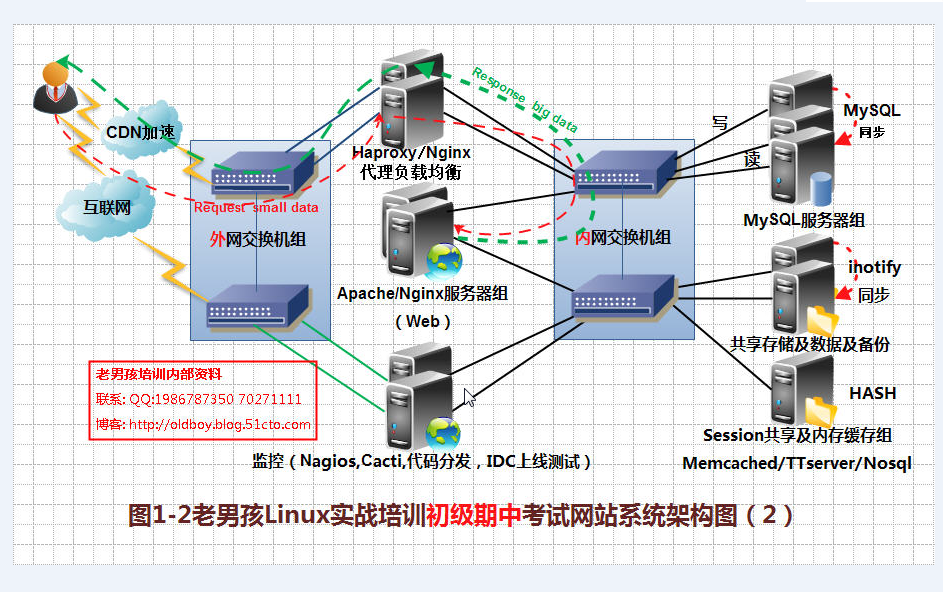 CDN加速
互联网
Request small data
外网交换机组
Haproxy/Nginx
代理负载均衡
Response big data
Apache/Nginx服务器组
（Web）
内网交换机组
写
读
MySQL
同步
MySQL服务器组
ihotify
同步
共享存储及数据及备份
HASH
Session共享及内存缓存组
Memcached/TTserver/Nosql
老男孩培训内部资料
联系: QQ:1986787350 70271111
博客: http://oldboy.blog.51cto.com
监控（Nagios,Cacti,代码分发，IDC上线测试）
图1-2老男孩Linux实战培训初级期中考试网站系统架构图（2）